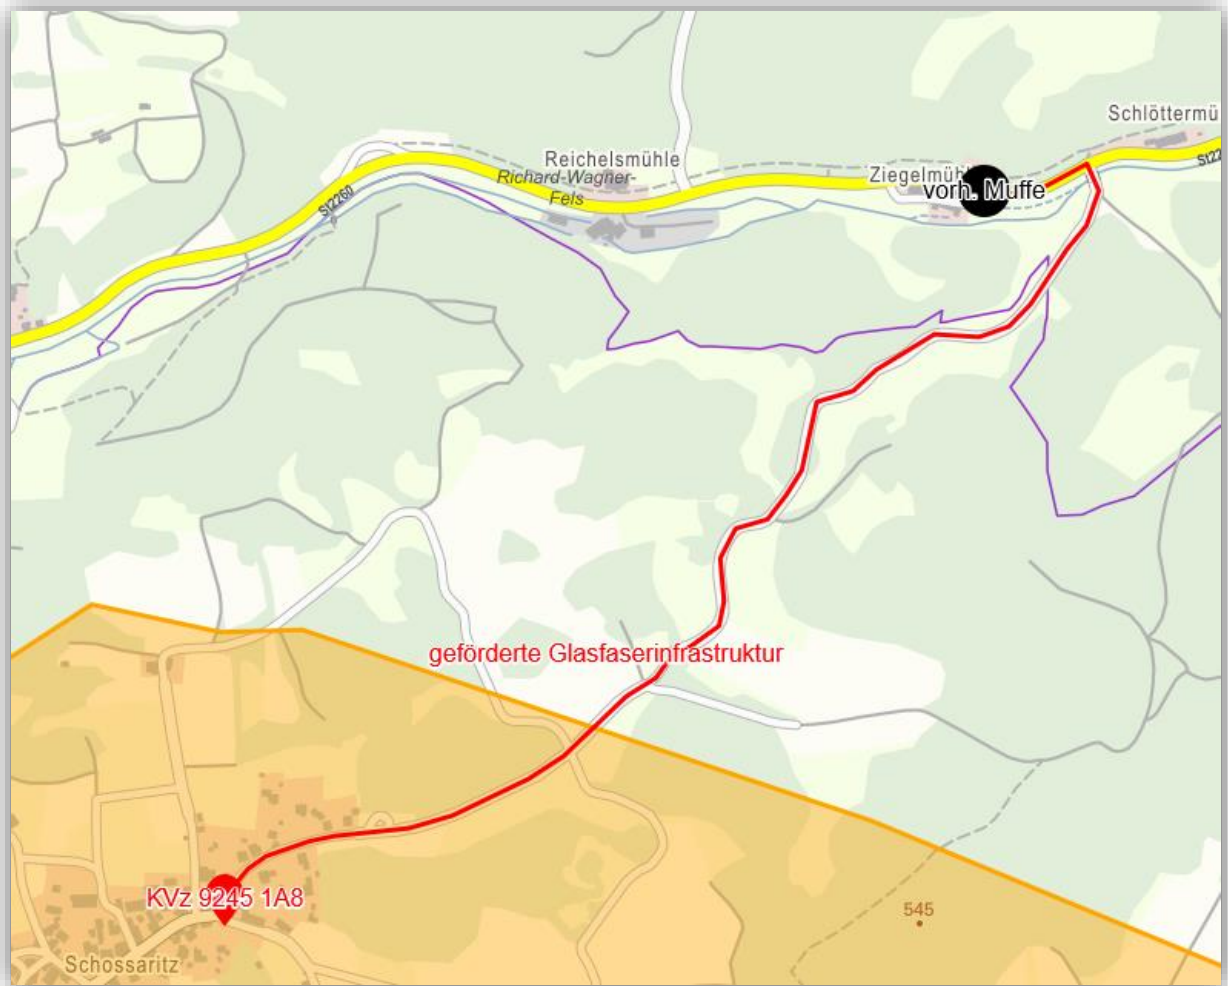 Schlöttermü
Reichelsmühle
Richard-Wagner-
Fels
Ziegelmüh
vorh. Muffe
St22
St2260
geförderte Glasfaserinfrastruktur
KVz 9245 1A8
545
Schossaritz